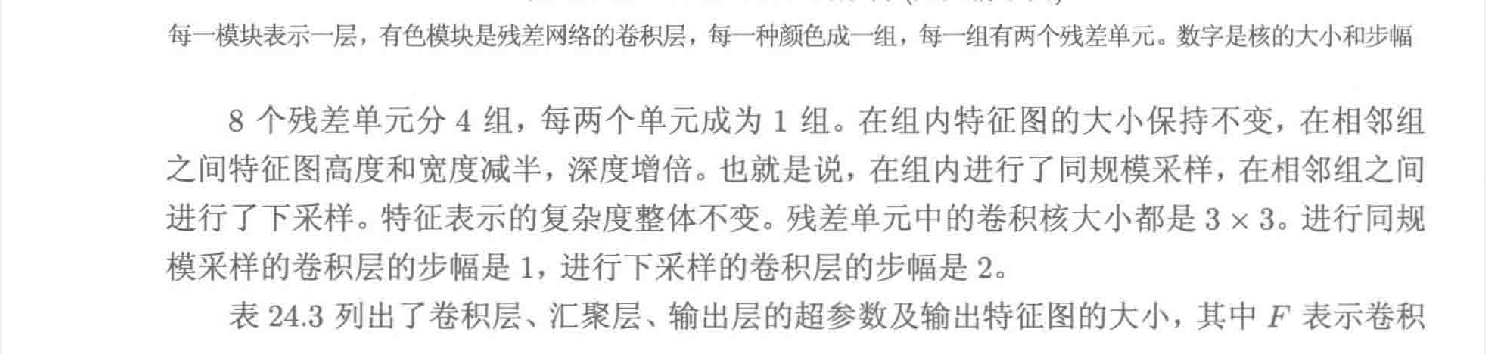 每一模块表示一层，有色模块是残差网络的卷积层，每一种颜色成一组，每一组有两个残差单元。数字是核的大小和步幅
8 个残差单元分 4 组，每两个单元成为 1 组。在组内特征图的大小保持不变，在相邻组
之间特征图高度和宽度减半，深度增倍。也就是说，在组内进行了同规模采样，在相邻组之间
进行了下采样。特征表示的复杂度整体不变。残差单元中的卷积核大小都是 3 × 3。进行同规
模采样的卷积层的步幅是 1，进行下采样的卷积层的步幅是 2。
表 24.3 列出了卷积层、汇聚层、输出层的超参数及输出特征图的大小，其中 F 表示卷积